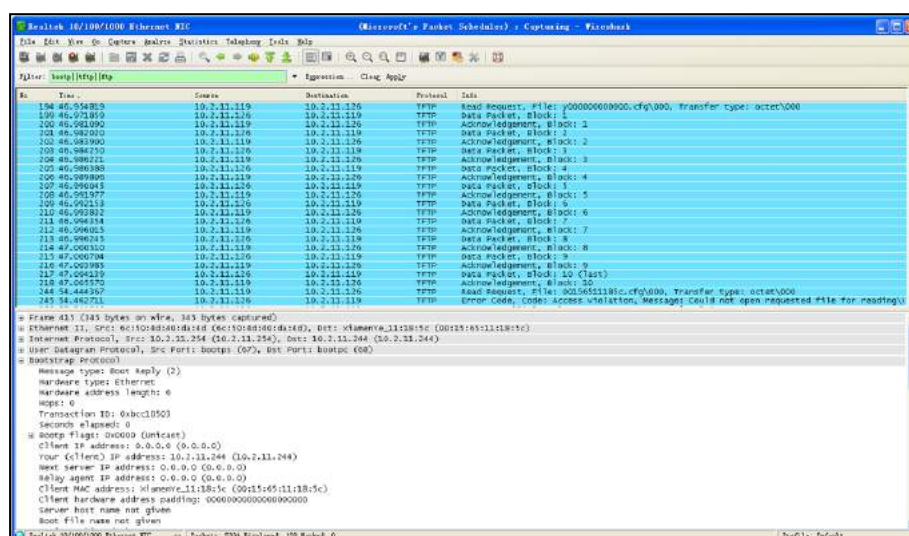 Realtek 10/100/1000 Ethernet NIC (Microsoft's Packet Scheduler) : Capturing - Wireshark
File Edit View Go Capture Analyze Statistics Telephony Tools Help
Filter: bootp||tftp||ftp Expression... Clear Apply
No Time . Source Destination Protocol Info
194 46.954819 10.2.11.119 10.2.11.126 TFTP Read Request, File: y000000000000.cfg\000, Transfer type: octet\000
199 46.971859 10.2.11.126 10.2.11.119 TFTP Data Packet, Block: 1
200 46.981090 10.2.11.119 10.2.11.126 TFTP Acknowledgement, Block: 1
201 46.982020 10.2.11.126 10.2.11.119 TFTP Data Packet, Block: 2
202 46.983900 10.2.11.119 10.2.11.126 TFTP Acknowledgement, Block: 2
203 46.984250 10.2.11.126 10.2.11.119 TFTP Data Packet, Block: 3
204 46.986221 10.2.11.119 10.2.11.126 TFTP Acknowledgement, Block: 3
205 46.986388 10.2.11.126 10.2.11.119 TFTP Data Packet, Block: 4
206 46.989806 10.2.11.119 10.2.11.126 TFTP Acknowledgement, Block: 4
207 46.990045 10.2.11.126 10.2.11.119 TFTP Data Packet, Block: 5
208 46.991977 10.2.11.119 10.2.11.126 TFTP Acknowledgement, Block: 5
209 46.992153 10.2.11.126 10.2.11.119 TFTP Data Packet, Block: 6
210 46.993822 10.2.11.119 10.2.11.126 TFTP Acknowledgement, Block: 6
211 46.994354 10.2.11.126 10.2.11.119 TFTP Data Packet, Block: 7
212 46.996015 10.2.11.119 10.2.11.126 TFTP Acknowledgement, Block: 7
213 46.996245 10.2.11.126 10.2.11.119 TFTP Data Packet, Block: 8
214 47.000510 10.2.11.119 10.2.11.126 TFTP Acknowledgement, Block: 8
215 47.000704 10.2.11.126 10.2.11.119 TFTP Data Packet, Block: 9
216 47.003985 10.2.11.119 10.2.11.126 TFTP Acknowledgement, Block: 9
217 47.004139 10.2.11.126 10.2.11.119 TFTP Data Packet, Block: 10 (last)
218 47.005570 10.2.11.119 10.2.11.126 TFTP Acknowledgement, Block: 10
244 54.444367 10.2.11.119 10.2.11.126 TFTP Read Request, File: 00156511185c.cfg\000, Transfer type: octet\000
245 54.462711 10.2.11.126 10.2.11.119 TFTP Error Code, Code: Access violation, Message: Could not open requested file for reading\
Frame 415 (345 bytes on wire, 345 bytes captured)
Ethernet II, Src: 6c:50:4d:40:da:4d (6c:50:4d:40:da:4d), Dst: XiamenYe_11:18:5c (00:15:65:11:18:5c)
Internet Protocol, Src: 10.2.11.254 (10.2.11.254), Dst: 10.2.11.244 (10.2.11.244)
User Datagram Protocol, Src Port: bootps (67), Dst Port: bootpc (68)
Bootstrap Protocol
Message type: Boot Reply (2)
Hardware type: Ethernet
Hardware address length: 6
Hops: 0
Transaction ID: 0xbcc18503
Seconds elapsed: 0
Bootp flags: 0x0000 (Unicast)
Client IP address: 0.0.0.0 (0.0.0.0)
Your (client) IP address: 10.2.11.244 (10.2.11.244)
Next server IP address: 0.0.0.0 (0.0.0.0)
Relay agent IP address: 0.0.0.0 (0.0.0.0)
Client MAC address: XiamenYe_11:18:5c (00:15:65:11:18:5c)
Client hardware address padding: 00000000000000000000
Server host name not given
Boot file name not given